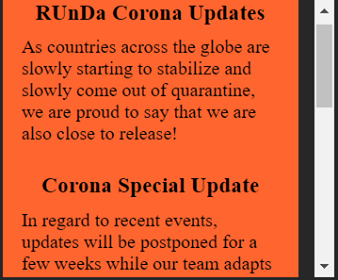 RUnDa Corona Updates
As countries across the globe are
slowly starting to stabilize and
slowly come out of quarantine,
we are proud to say that we are
also close to release!
Corona Special Update
In regard to recent events,
updates will be postponed for a
few weeks while our team adapts